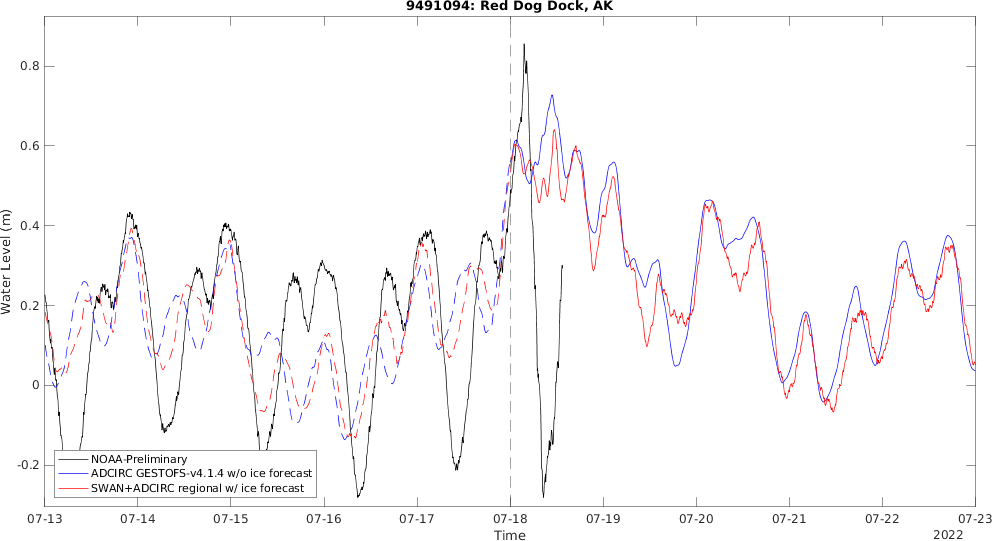 9491094: Red Dog Dock, AK
Water Level (m)
0.8
0.6
0.4
0.2
0
-0.2
NOAA-Preliminary
ADCIRC GESTOFS-v4.1.4 w/o ice forecast
SWAN+ADCIRC regional w/ ice forecast
07-13 07-14 07-15 07-16 07-17 07-18 07-19 07-20 07-21 07-22 07-23
Time
2022